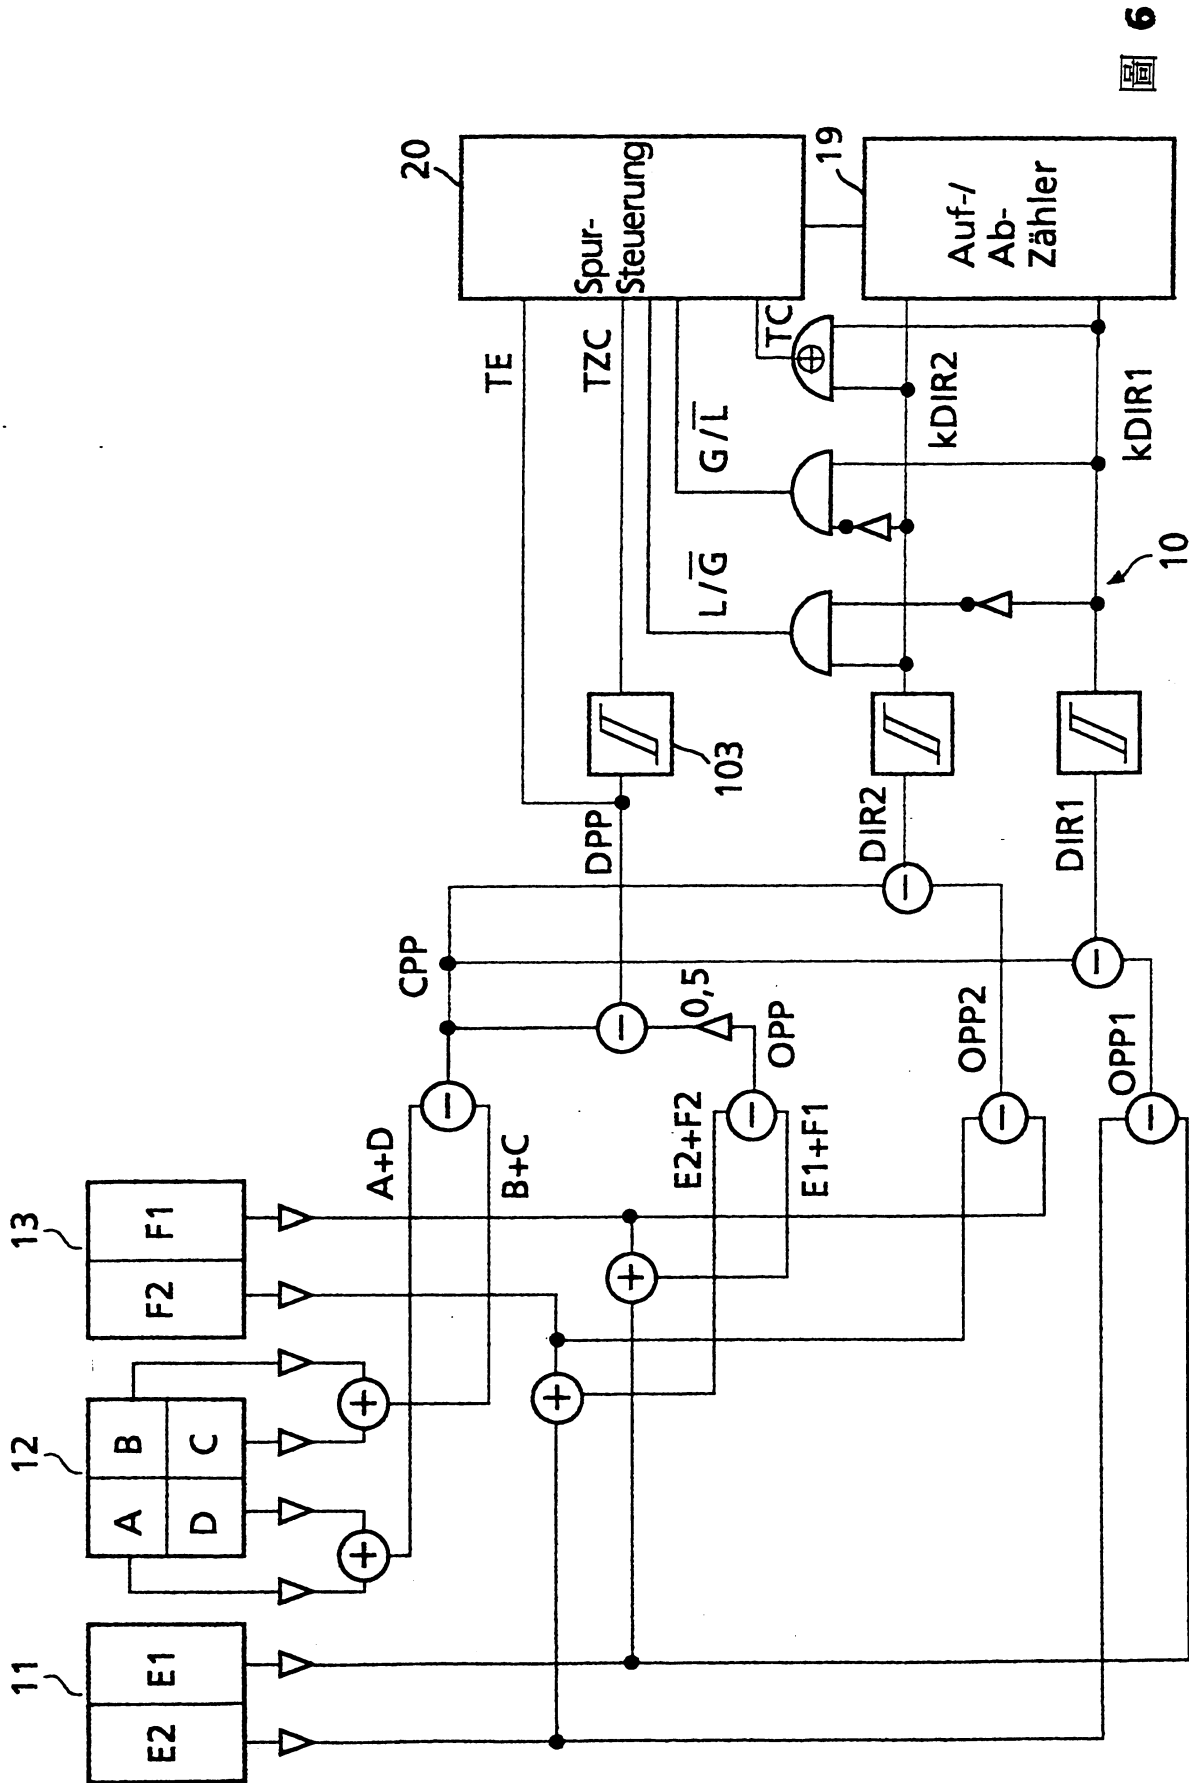 11
12
13
E2
E1
A
B
D
C
F2
F1
A+D
B+C
E2+F2
E1+F1
CPP
OPP
0,5
OPP2
OPP1
DPP
DIR2
DIR1
103
TE
TZC
L/G̅
G/L̅
TC
kDIR2
kDIR1
10
20
Spur-
Steuerung
19
Auf-/
Ab-
Zähler
圖 6